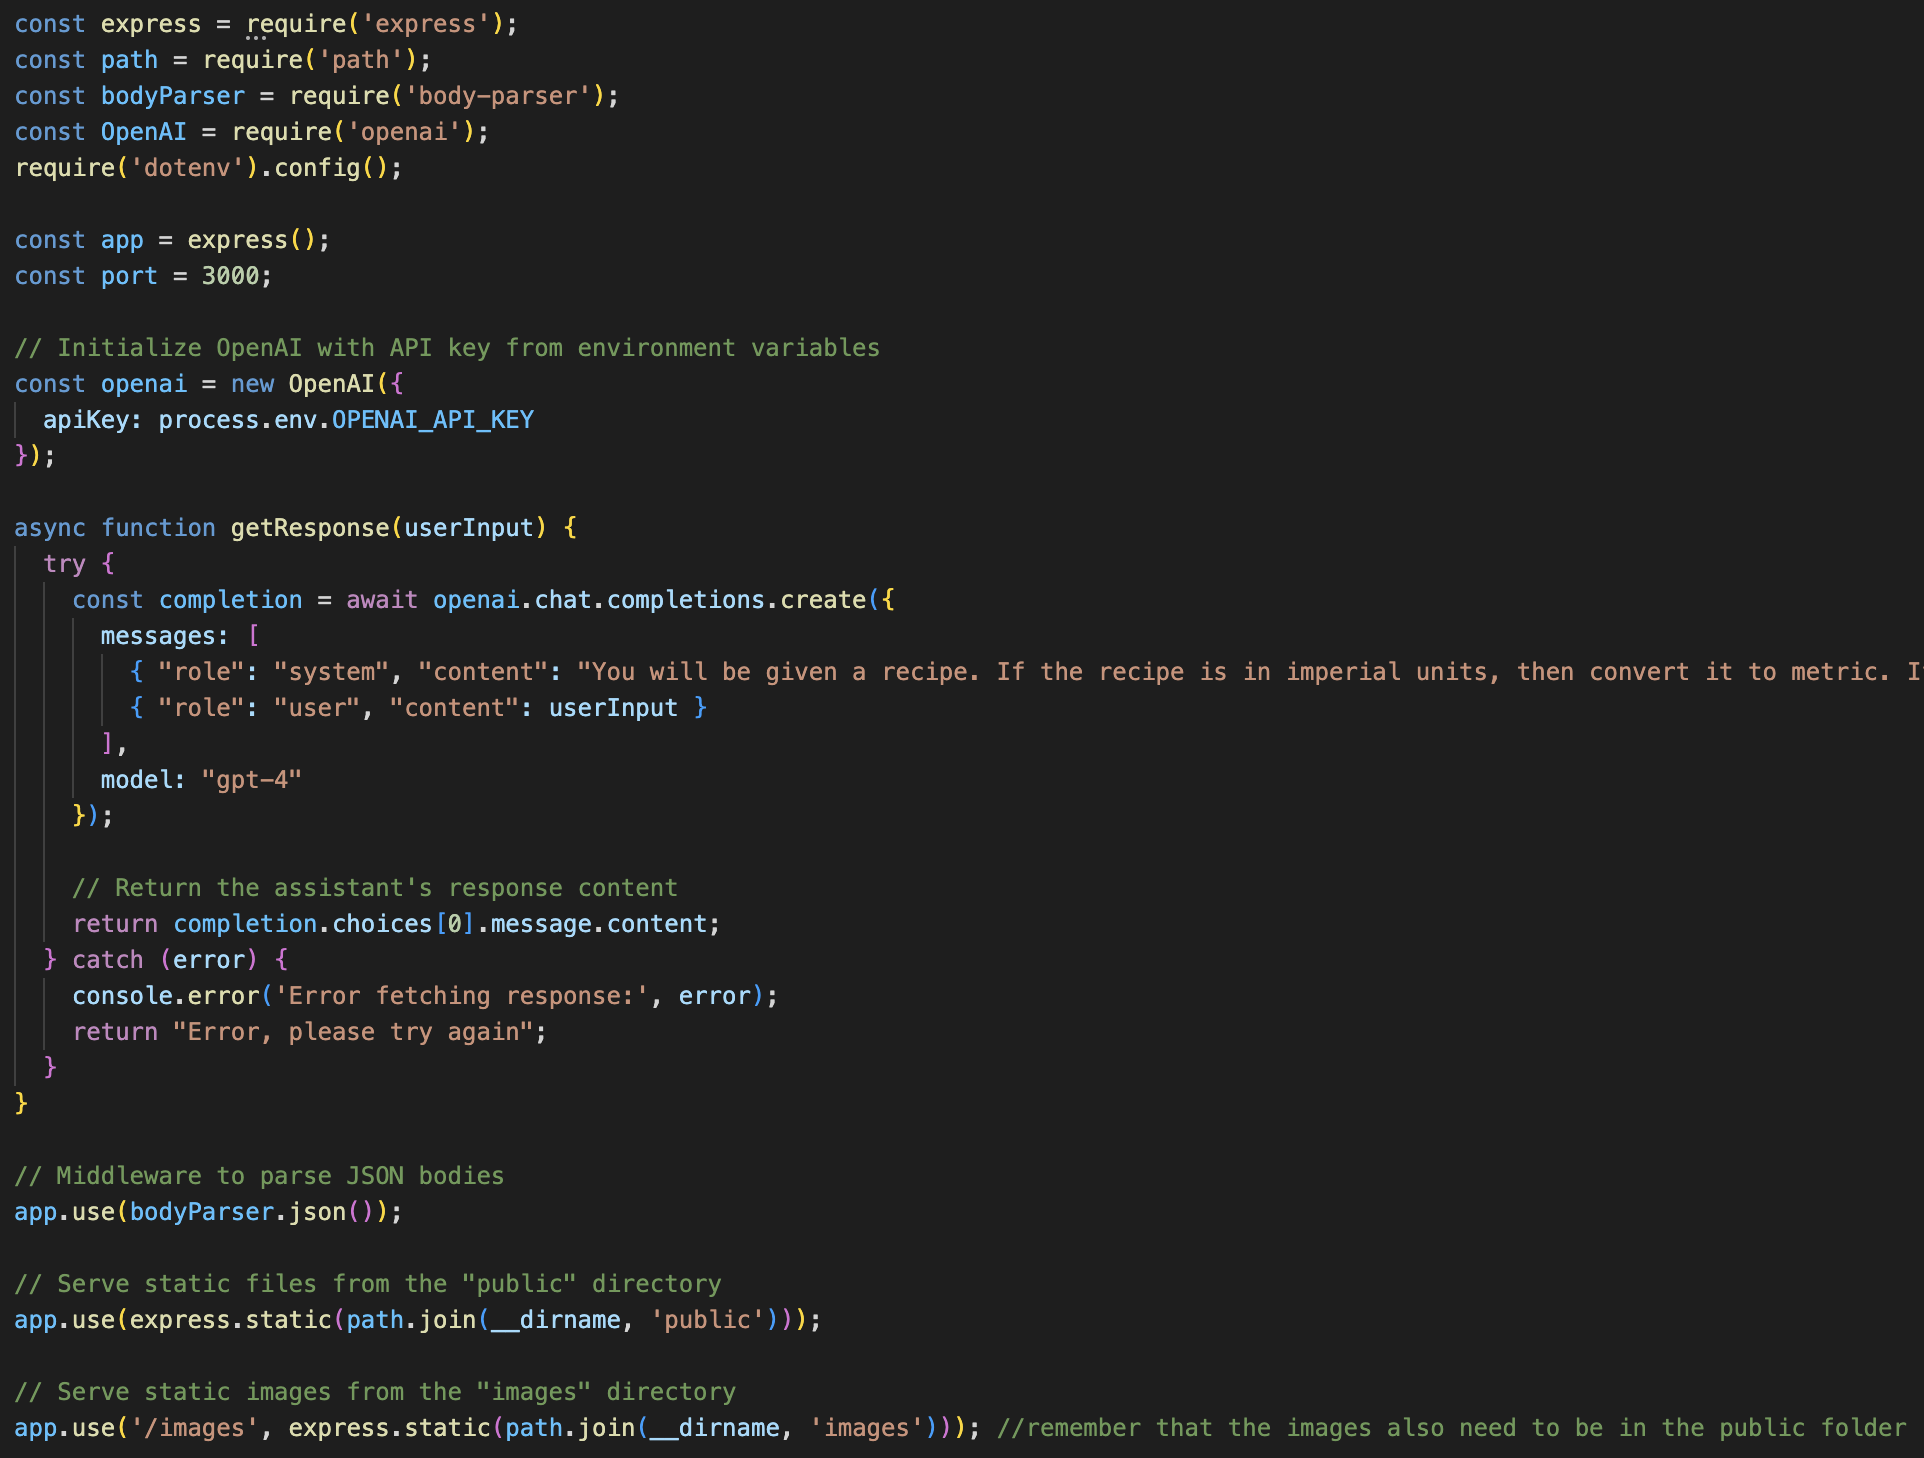 const express = require('express');
const path = require('path');
const bodyParser = require('body-parser');
const OpenAI = require('openai');
require('dotenv').config();
const app = express();
const port = 3000;
// Initialize OpenAI with API key from environment variables
const openai = new OpenAI({
apiKey: process.env.OPENAI_API_KEY
});
async function getResponse(userInput) {
try {
const completion = await openai.chat.completions.create({
messages: [
{ "role": "system", "content": "You will be given a recipe. If the recipe is in imperial units, then convert it to metric.
{ "role": "user", "content": userInput }
],
model: "gpt-4"
});
// Return the assistant's response content
return completion.choices[0].message.content;
} catch (error) {
console.error('Error fetching response:', error);
return "Error, please try again";
}
}
// Middleware to parse JSON bodies
app.use(bodyParser.json());
// Serve static files from the "public" directory
app.use(express.static(path.join(__dirname, 'public')));
// Serve static images from the "images" directory
app.use('/images', express.static(path.join(__dirname, 'images'))); //remember that the images also need to be in the public folder